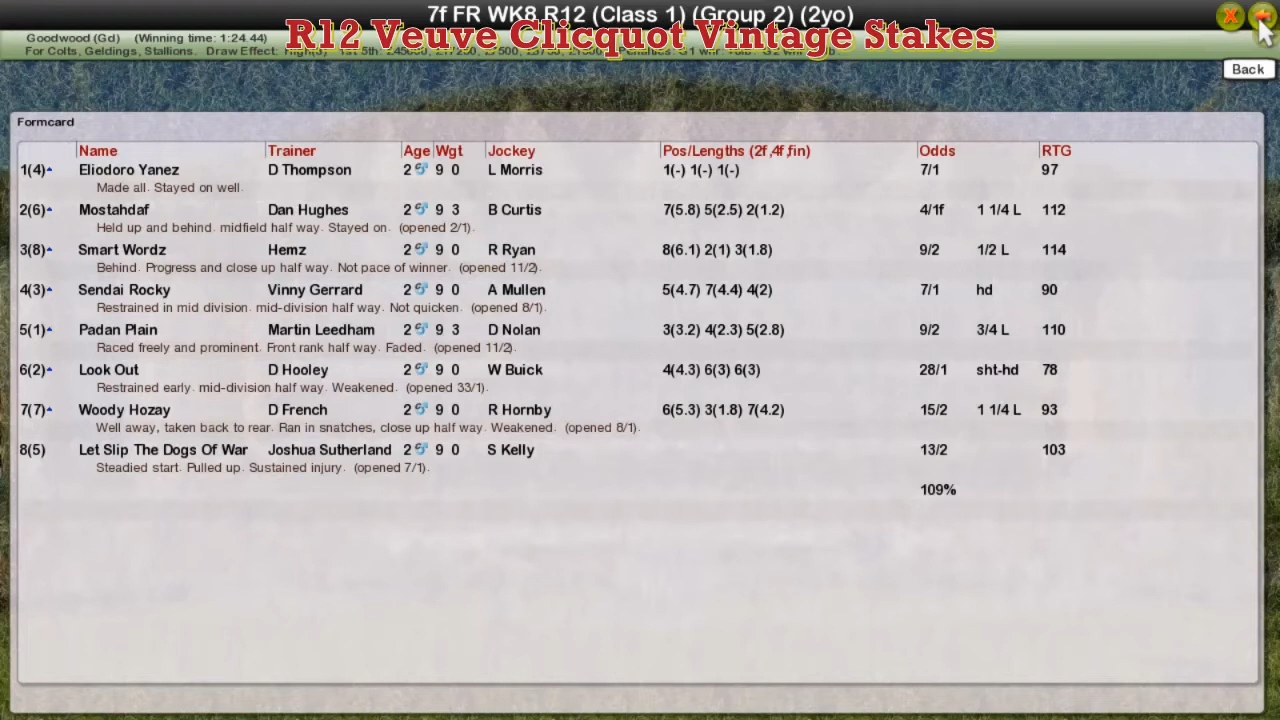 7f FR WK8 R12 (Class 1) (Group 2) (2yo)
R12 Veuve Clicquot Vintage Stakes
Goodwood (Gd) (Winning time: 1:24.44)
For Colts, Geldings, Stallions. Draw Effect:
Back
Formcard
Name Trainer Age Wgt Jockey Pos/Lengths (2f,4f,fin) Odds RTG
1(4) Eliodoro Yanez D Thompson 2 9 0 L Morris 1(-) 1(-) 1(-) 7/1 97
Made all. Stayed on well.
2(6) Mostahdaf Dan Hughes 2 9 3 B Curtis 7(5.8) 5(2.5) 2(1.2) 4/1f 1 1/4 L 112
Held up and behind. midfield half way. Stayed on. (opened 2/1).
3(8) Smart Wordz Hemz 2 9 0 R Ryan 8(6.1) 2(1) 3(1.8) 9/2 1/2 L 114
Behind. Progress and close up half way. Not pace of winner. (opened 11/2).
4(3) Sendai Rocky Vinny Gerrard 2 9 0 A Mullen 5(4.7) 7(4.4) 4(2) 7/1 hd 90
Restrained in mid division. mid-division half way. Not quicken. (opened 8/1).
5(1) Padan Plain Martin Leedham 2 9 3 D Nolan 3(3.2) 4(2.3) 5(2.8) 9/2 3/4 L 110
Raced freely and prominent. Front rank half way. Faded. (opened 11/2).
6(2) Look Out D Hooley 2 9 0 W Buick 4(4.3) 6(3) 6(3) 28/1 sht-hd 78
Restrained early. mid-division half way. Weakened. (opened 33/1).
7(7) Woody Hozay D French 2 9 0 R Hornby 6(5.3) 3(1.8) 7(4.2) 15/2 1 1/4 L 93
Well away, taken back to rear. Ran in snatches, close up half way. Weakened. (opened 8/1).
8(5) Let Slip The Dogs Of War Joshua Sutherland 2 9 0 S Kelly 13/2 103
Steadied start. Pulled up. Sustained injury. (opened 7/1).
109%